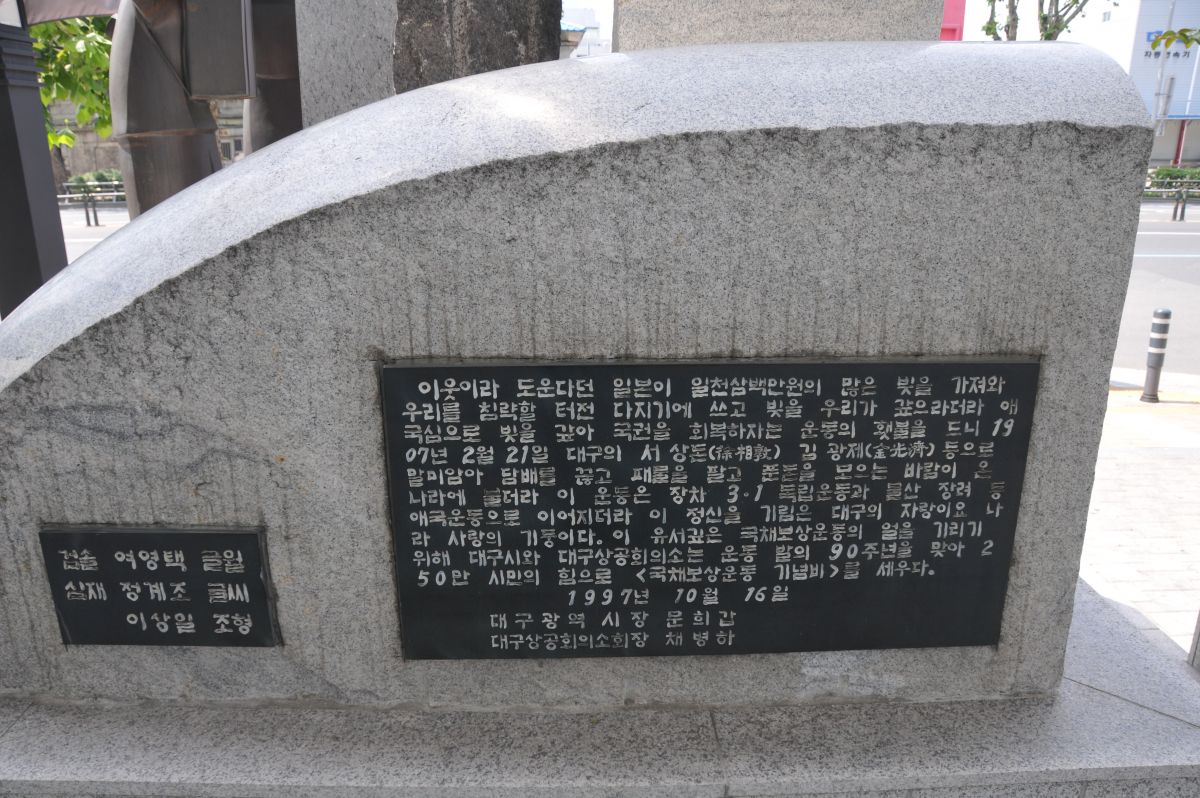 이웃이라 도운다던 일본이 일천삼백만원의 많은 빚을 가져와
우리를 침략할 터전 다지기에 쓰고 빚을 우리가 갚으라더라 애
국심으로 빚을 갚아 국권을 회복하자는 운동의 횃불을 드니 19
07년 2월 21일 대구의 서상돈(徐相敦) 김광제(金光濟) 등으로
말미암아 담배를 끊고 패물을 팔고 푼돈을 모으는 바람이 온
나라에 불더라 이 운동은 장차 3·1 독립운동과 물산 장려 등
애국운동으로 이어지더라 이 정신을 기림은 대구의 자랑이요 나
라 사랑의 기둥이다. 이 유서깊은 국채보상운동의 얼을 기리기
위해 대구시와 대구상공회의소는 운동 발의 90주년을 맞아 2
50만 시민의 힘으로 <국채보상운동 기념비>를 세우다.
1997년 10월 16일
대구광역시장 문희갑
대구상공회의소회장 채병하
검솔 여영택 글일
심재 정계조 글씨
이상일 조형